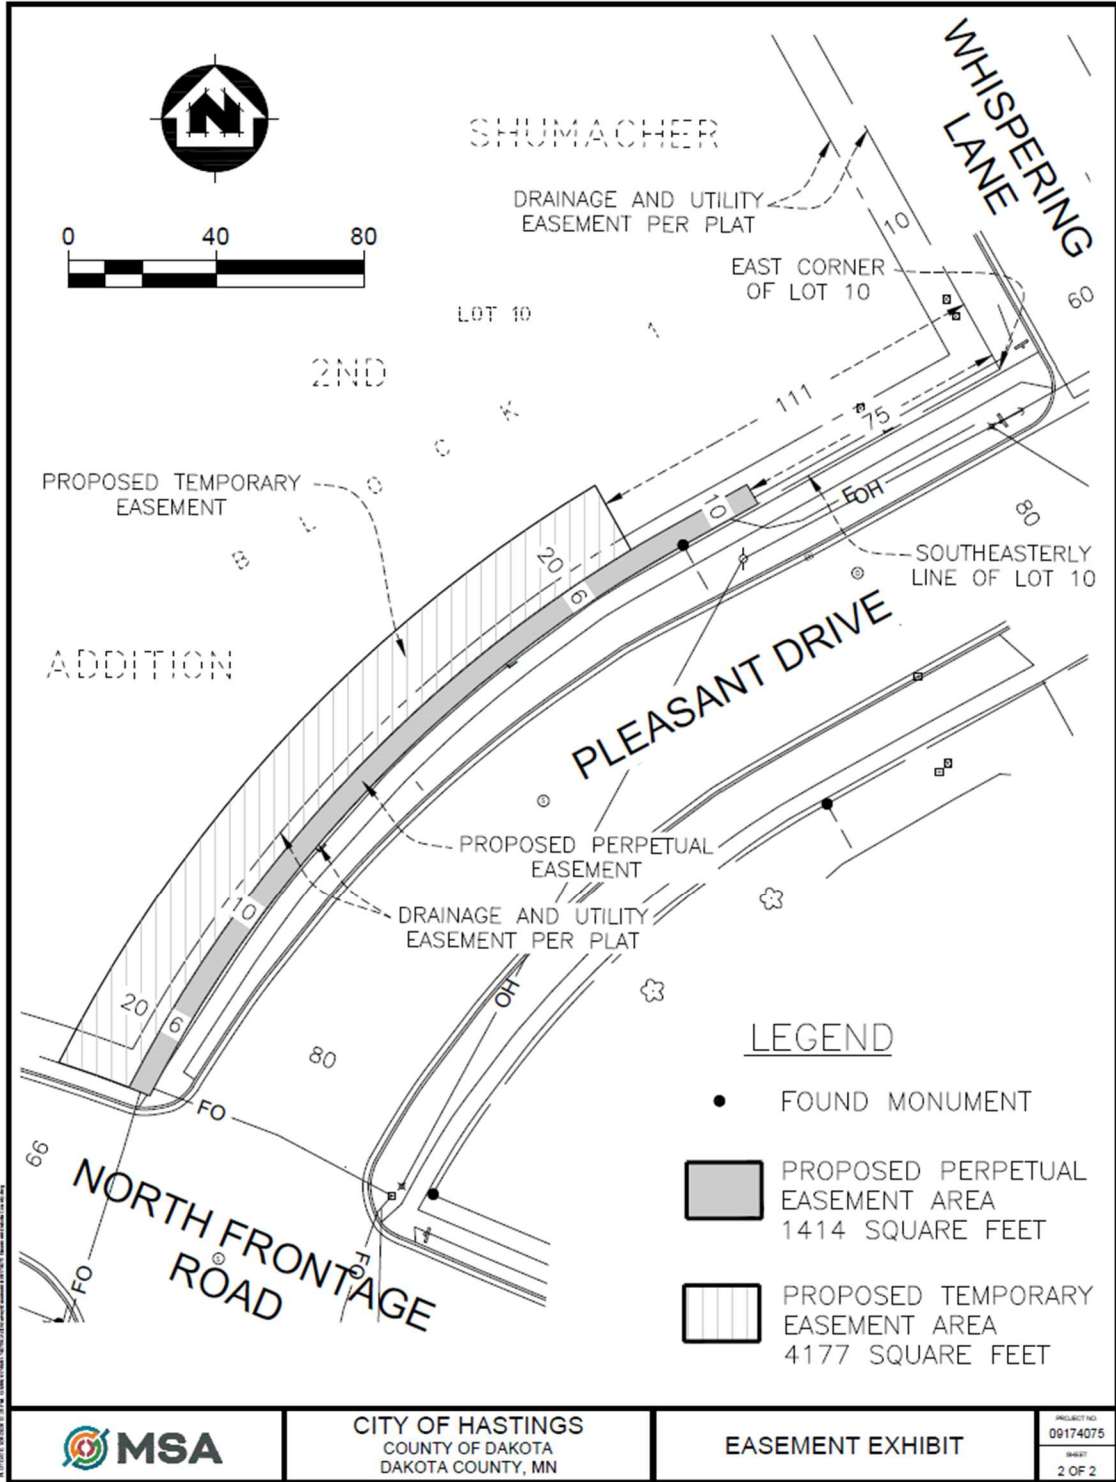 WHISPERING
LANE
N
SHUMACHER
DRAINAGE AND UTILITY
EASEMENT PER PLAT
10
0 40 80
EAST CORNER
OF LOT 10
60
LOT 10
1
2ND
111
75
K
C
O
L
B
PROPOSED TEMPORARY
EASEMENT
10
OH
80
20
6
SOUTHEASTERLY
LINE OF LOT 10
ADDITION
PLEASANT DRIVE
PROPOSED PERPETUAL
EASEMENT
10
DRAINAGE AND UTILITY
EASEMENT PER PLAT
OH
20
6
80
FO
66
NORTH FRONTAGE
ROAD
FO
FO
LEGEND
FOUND MONUMENT
PROPOSED PERPETUAL
EASEMENT AREA
1414 SQUARE FEET
PROPOSED TEMPORARY
EASEMENT AREA
4177 SQUARE FEET
MSA
CITY OF HASTINGS
COUNTY OF DAKOTA
DAKOTA COUNTY, MN
EASEMENT EXHIBIT
PROJECT NO.
09174075
SHEET
2 OF 2